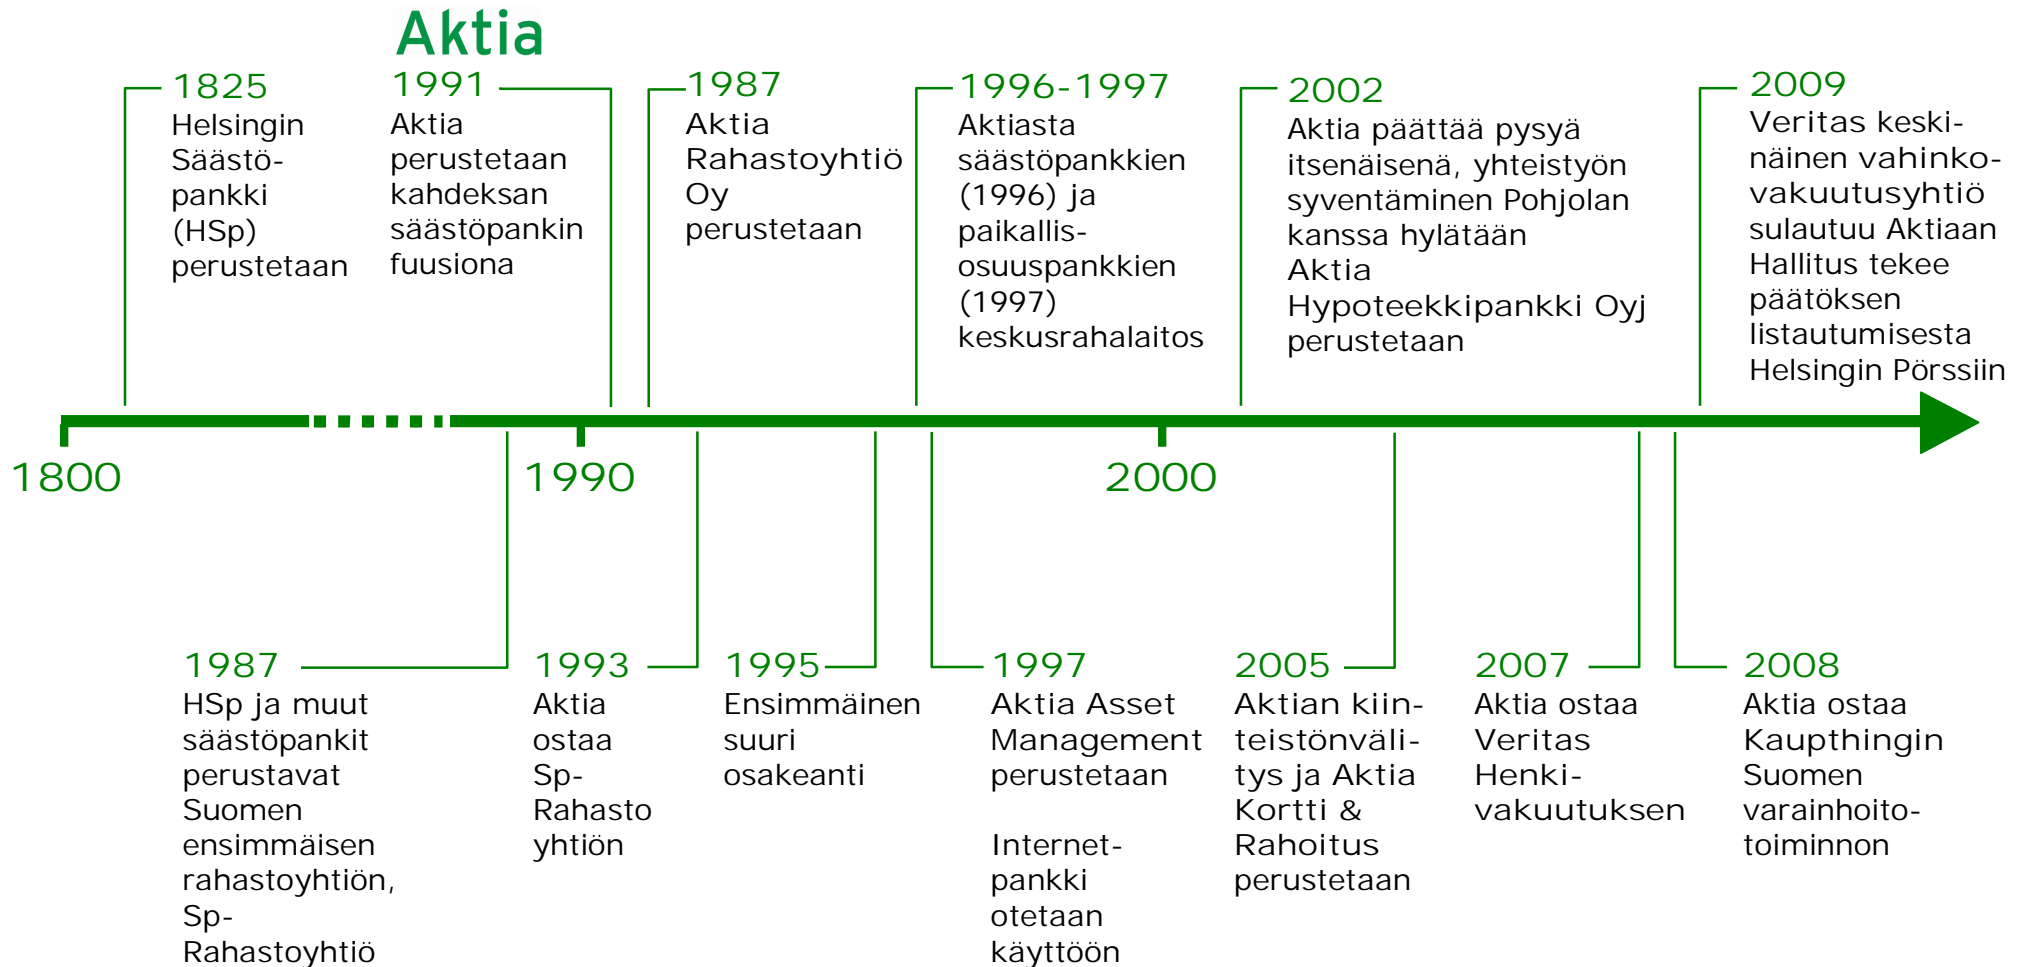 Aktia
1825
Helsingin
Säästö-
pankki
(HSp)
perustetaan
1991
Aktia
perustetaan
kahdeksan
säästöpankin
fuusiona
1987
Aktia
Rahastoyhtiö
Oy
perustetaan
1996-1997
Aktiasta
säästöpankkien
(1996) ja
paikallis-
osuuspankkien
(1997)
keskusrahalaitos
2002
Aktia päättää pysyä
itsenäisenä, yhteistyön
syventäminen Pohjolan
kanssa hylätään
Aktia
Hypoteekkipankki Oyj
perustetaan
2009
Veritas keski-
näinen vahinko-
vakuutusyhtiö
sulautuu Aktiaan
Hallitus tekee
päätöksen
listautumisesta
Helsingin Pörssiin
1800
1990
2000
1987
HSp ja muut
säästöpankit
perustavat
Suomen
ensimmäisen
rahastoyhtiön,
Sp-
Rahastoyhtiö
1993
Aktia
ostaa
Sp-
Rahasto
yhtiön
1995
Ensimmäinen
suuri
osakeanti
1997
Aktia Asset
Management
perustetaan
Internet-
pankki
otetaan
käyttöön
2005
Aktian kiin-
teistönväli-
tys ja Aktia
Kortti &
Rahoitus
perustetaan
2007
Aktia ostaa
Veritas
Henki-
vakuutuksen
2008
Aktia ostaa
Kaupthingin
Suomen
varainhoito-
toiminnon